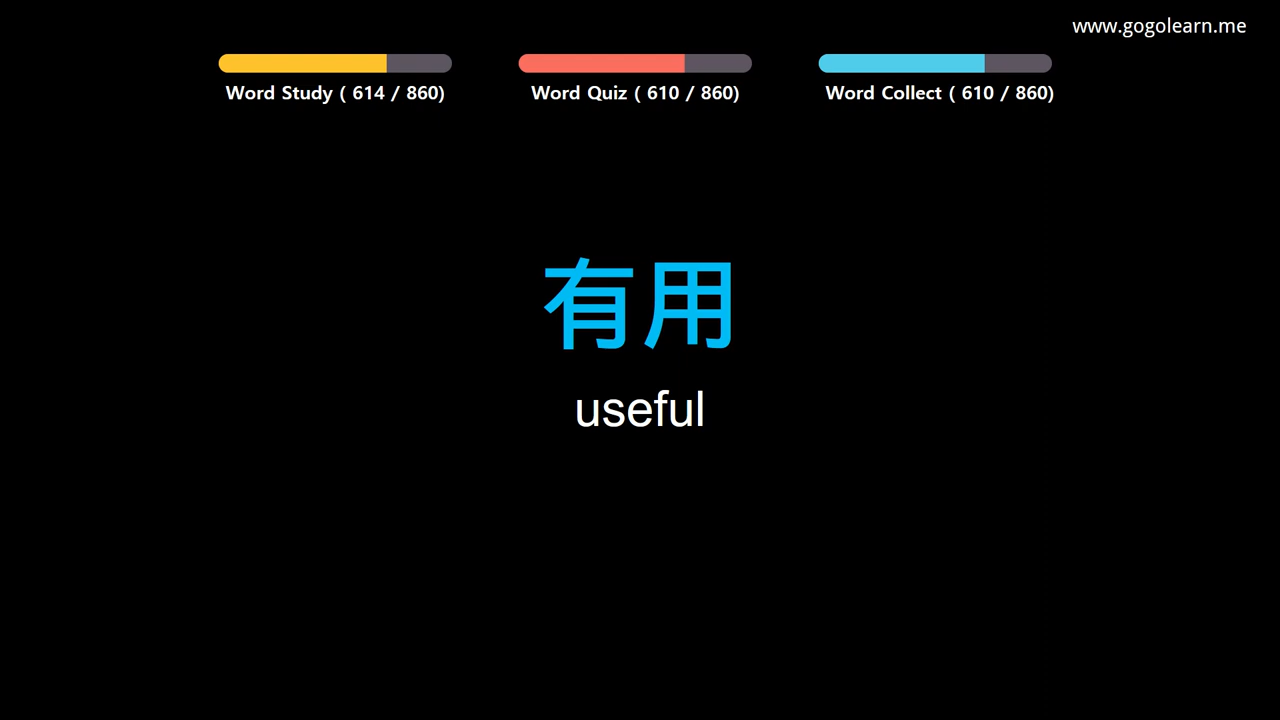 www.gogolearn.me
Word Study ( 614 / 860)
Word Quiz ( 610 / 860)
Word Collect ( 610 / 860)
有用
useful